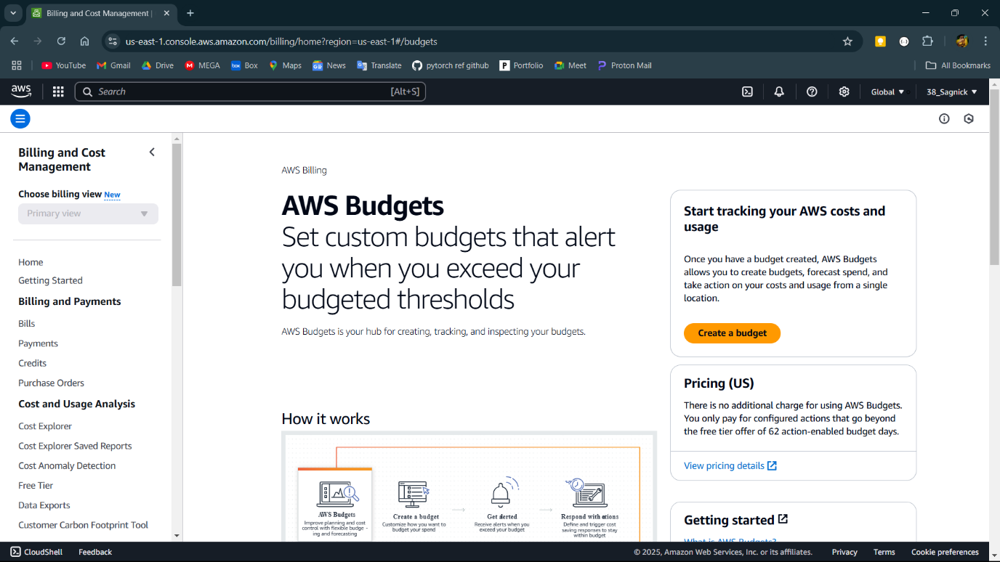 Billing and Cost Management |
us-east-1.console.aws.amazon.com/billing/home?region=us-east-1#/budgets
YouTube
Gmail
Drive
MEGA
box
Box
Maps
News
Translate
pytorch ref github
P
Portfolio
Meet
Proton Mail
All Bookmarks
aws
Search
[Alt+S]
Global
38_Sagnick
Billing and Cost
Management
Choose billing view New
Primary view
Home
Getting Started
Billing and Payments
Bills
Payments
Credits
Purchase Orders
Cost and Usage Analysis
Cost Explorer
Cost Explorer Saved Reports
Cost Anomaly Detection
Free Tier
Data Exports
Customer Carbon Footprint Tool
AWS Billing
AWS Budgets
Set custom budgets that alert
you when you exceed your
budgeted thresholds
AWS Budgets is your hub for creating, tracking, and inspecting your budgets.
How it works
AWS Budgets
Improve planning and cost
control with flexible budge -
ing and forecasting
Create a budget
Customize how you want to
budget your spend
Get alerted
Receive alerts when you
exceed your budget
Respond with actions
Define and trigger cost
saving responses to stay
within budget
Start tracking your AWS costs and
usage
Once you have a budget created, AWS Budgets
allows you to create budgets, forecast spend, and
take action on your costs and usage from a single
location.
Create a budget
Pricing (US)
There is no additional charge for using AWS Budgets.
You only pay for configured actions that go beyond
the free tier offer of 62 action-enabled budget days.
View pricing details
Getting started
What is AWS Budgets?
CloudShell
Feedback
© 2025, Amazon Web Services, Inc. or its affiliates.
Privacy
Terms
Cookie preferences